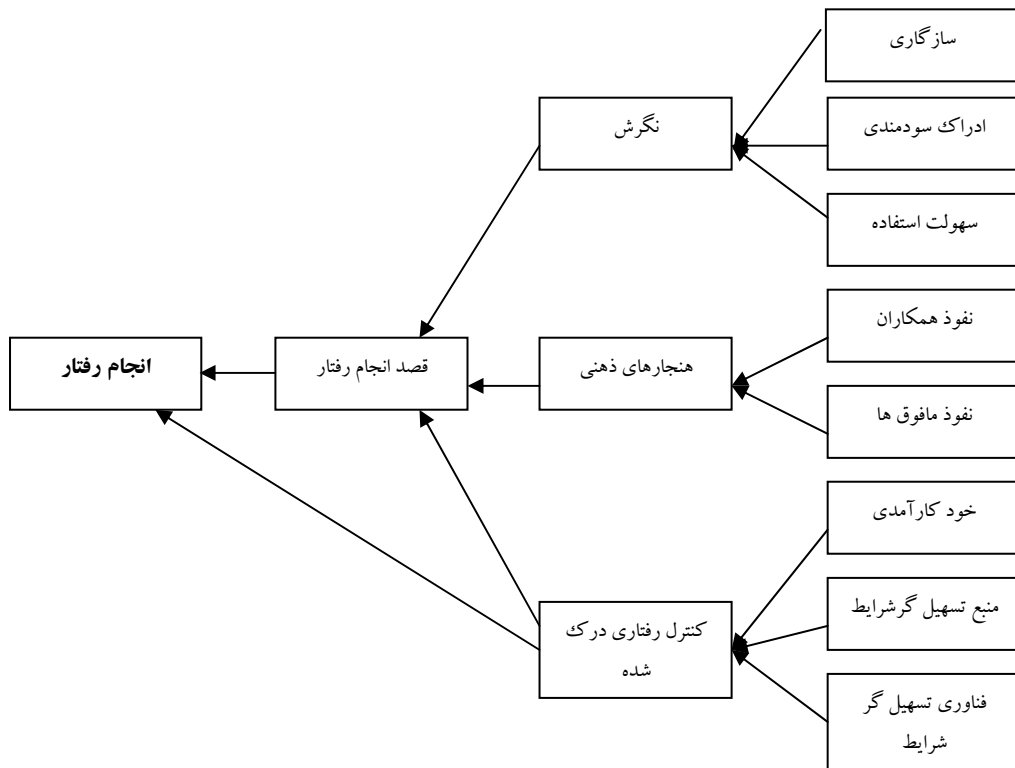 سازگاری
ادراک سودمندی
سهولت استفاده
نگرش
نفوذ همکاران
نفوذ مافوق ها
هنجارهای ذهنی
قصد انجام رفتار
انجام رفتار
خود کارآمدی
منبع تسهیل گرشرایط
فناوری تسهیل گر
شرایط
کنترل رفتاری درک
شده